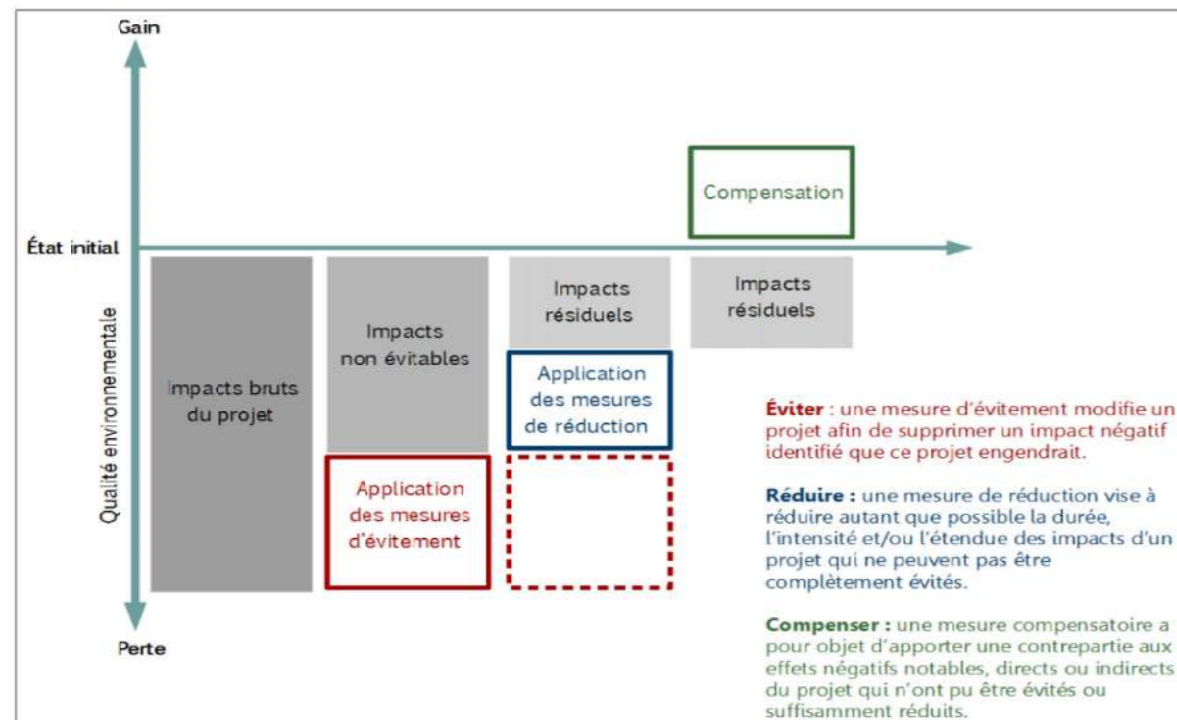 Gain
Compensation
État initial
Qualité environnementale
Impacts bruts
du projet
Impacts
non évitables
Application
des mesures
d'évitement
Impacts
résiduels
Application
des mesures
de réduction
Impacts
résiduels
Perte
Éviter : une mesure d'évitement modifie un
projet afin de supprimer un impact négatif
identifié que ce projet engendrait.
Réduire : une mesure de réduction vise à
réduire autant que possible la durée,
l'intensité et/ou l'étendue des impacts d'un
projet qui ne peuvent pas être
complètement évités.
Compenser : une mesure compensatoire a
pour objet d'apporter une contrepartie aux
effets négatifs notables, directs ou indirects
du projet qui n'ont pu être évités ou
suffisamment réduits.